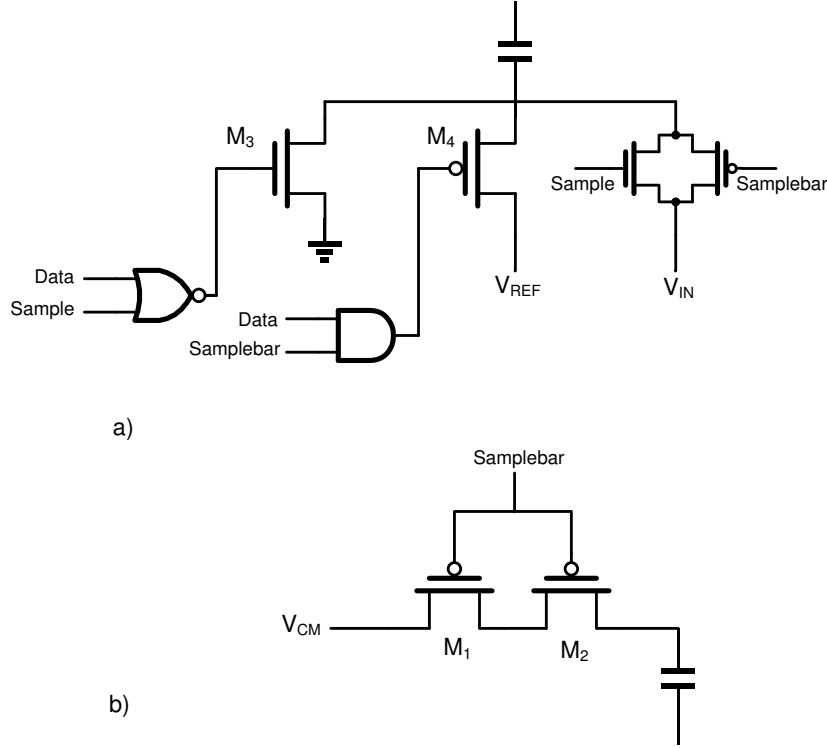 M3
M4
Sample
Samplebar
Data
Sample
VREF
VIN
Data
Samplebar
a)
Samplebar
VCM
M1
M2
b)